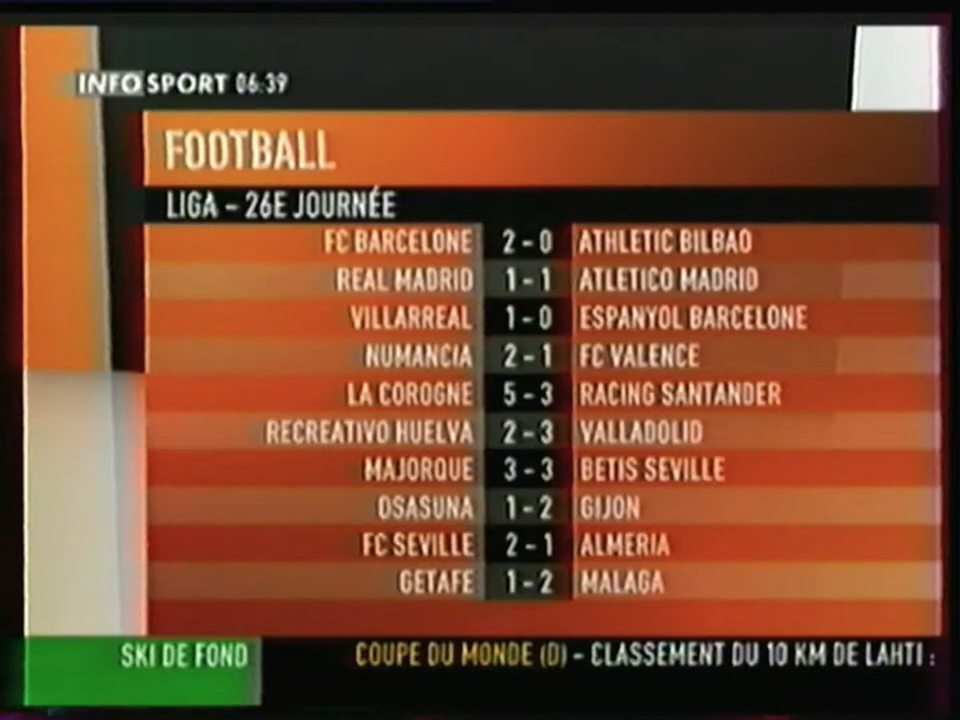 INFOSPORT 06:39
FOOTBALL
LIGA - 26E JOURNÉE
FC BARCELONE 2 - 0 ATHLETIC BILBAO
REAL MADRID 1 - 1 ATLETICO MADRID
VILLARREAL 1 - 0 ESPANYOL BARCELONE
NUMANCIA 2 - 1 FC VALENCE
LA COROGNE 5 - 3 RACING SANTANDER
RECREATIVO HUELVA 2 - 3 VALLADOLID
MAJORQUE 3 - 3 BETIS SEVILLE
OSASUNA 1 - 2 GIJON
FC SEVILLE 2 - 1 ALMERIA
GETAFE 1 - 2 MALAGA
SKI DE FOND COUPE DU MONDE (D) - CLASSEMENT DU 10 KM DE LAHTI :